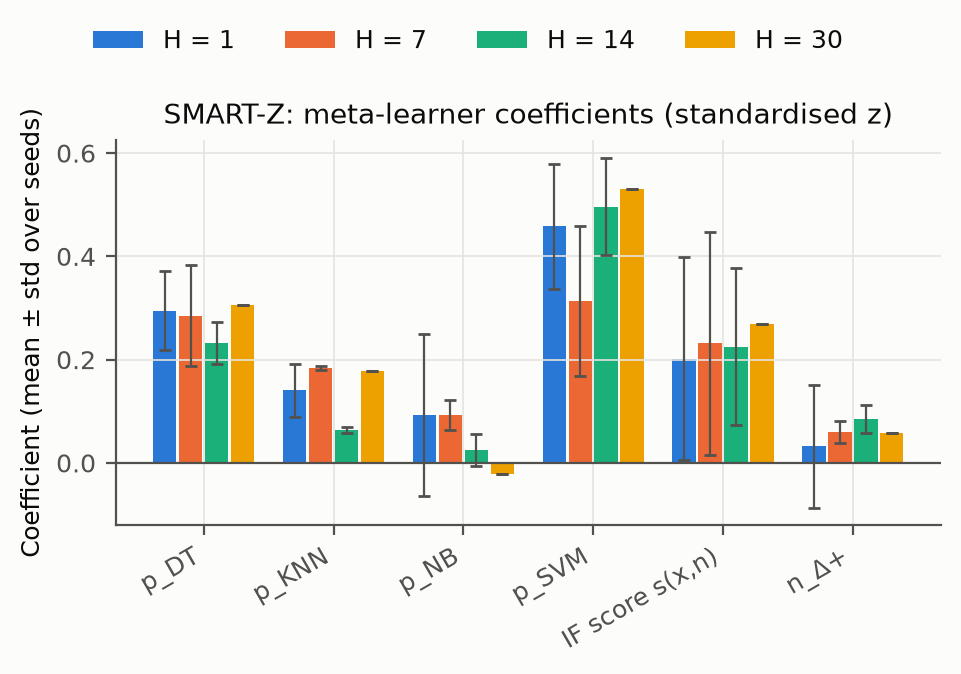 H = 1
H = 7
H = 14
H = 30
SMART-Z: meta-learner coefficients (standardised z)
Coefficient (mean ± std over seeds)
0.6
0.4
0.2
0.0
p_DT
p_KNN
p_NB
p_SVM
IF score s(x,n)
n_Δ+